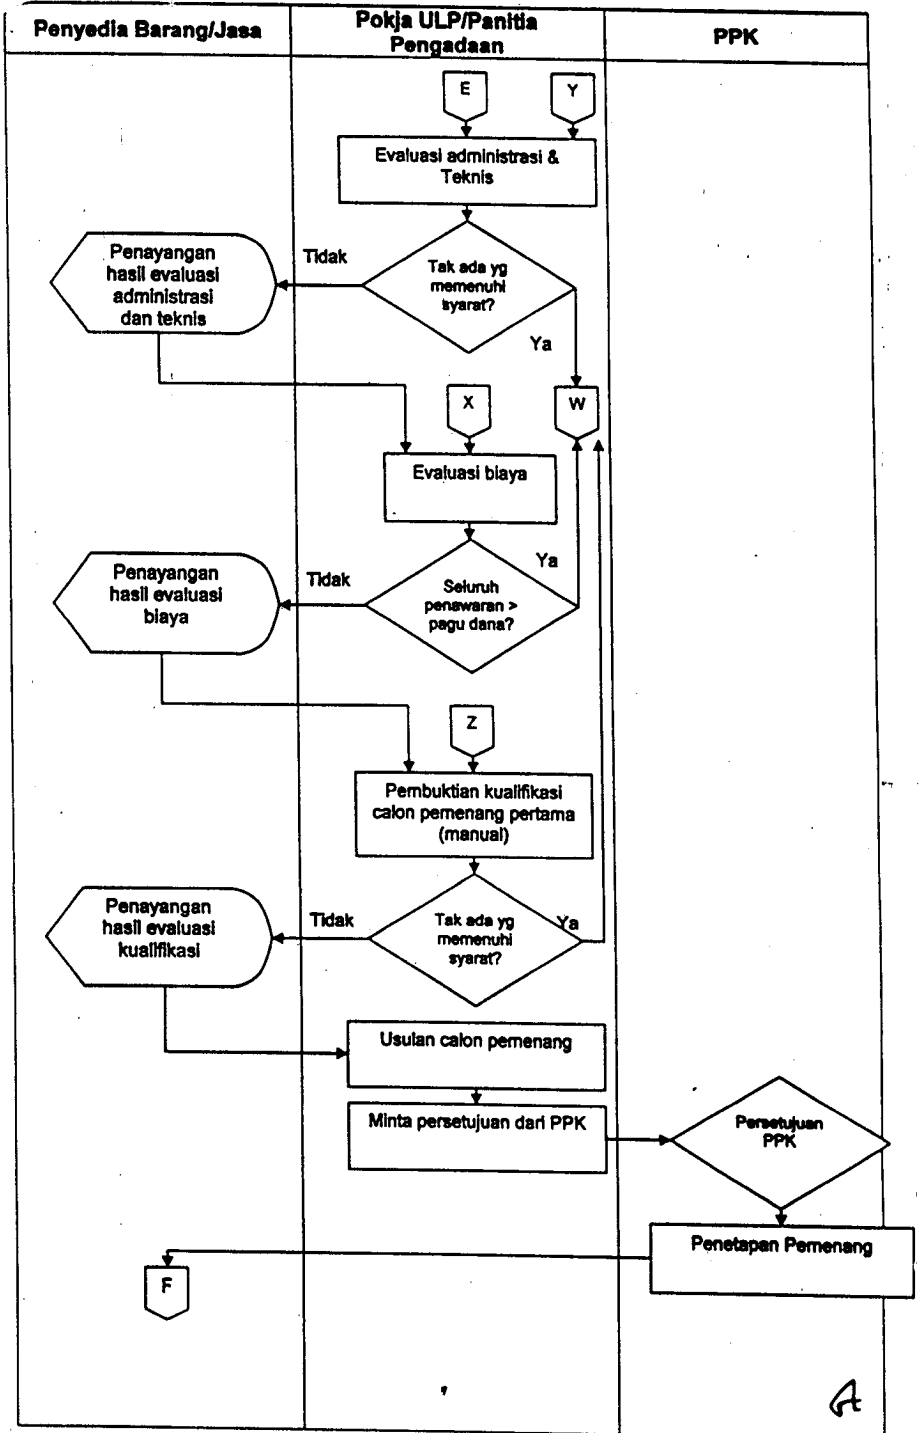 Penyedia Barang/Jasa
Pokja ULP/Panitia
Pengadaan
PPK
E
Y
Evaluasi administrasi &
Teknis
Tak ada yg
memenuhi
syarat?
Tidak
Ya
Penayangan
hasil evaluasi
administrasi
dan teknis
X
W
Evaluasi biaya
Seluruh
penawaran >
pagu dana?
Tidak
Ya
Penayangan
hasil evaluasi
biaya
Z
Pembuktian kualifikasi
calon pemenang pertama
(manual)
Tak ada yg
memenuhi
syarat?
Tidak
Ya
Penayangan
hasil evaluasi
kualifikasi
Usulan calon pemenang
Minta persetujuan dari PPK
Persetujuan
PPK
Penetapan Pemenang
F